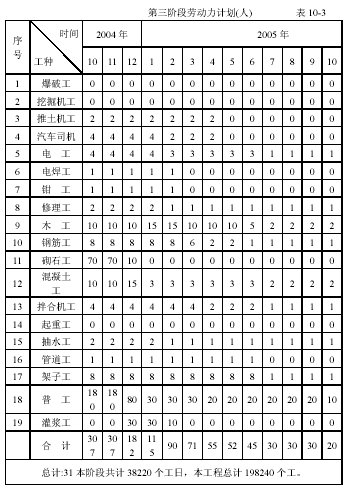 第三阶段劳动力计划(人) 表 10-3
序号 时间 工种 2004 年 2005 年
10 11 12 1 2 3 4 5 6 7 8 9 10
1 爆破工 0 0 0 0 0 0 0 0 0 0 0 0 0
2 挖掘机工 0 0 0 0 0 0 0 0 0 0 0 0 0
3 推土机工 2 2 2 2 2 2 2 0 0 0 0 0 0
4 汽车司机 4 4 4 4 2 2 2 0 0 0 0 0 0
5 电 工 4 4 4 4 3 3 3 3 3 1 1 1 1
6 电焊工 1 1 1 1 1 0 0 0 0 0 0 0 0
7 钳 工 1 1 1 1 1 0 0 0 0 0 0 0 0
8 修理工 2 2 2 2 1 1 1 1 1 1 1 1 1
9 木 工 10 10 10 15 15 10 10 10 5 2 2 2 2
10 钢筋工 8 8 8 8 8 6 2 2 1 1 1 1 1
11 砌石工 70 70 10 0 0 0 0 0 0 0 0 0 0
12 混凝土工 10 10 15 3 3 3 3 3 3 2 2 2 2
13 拌合机工 4 4 4 4 4 4 2 2 2 1 1 1 1
14 起重工 0 0 0 0 0 0 0 0 0 0 0 0 0
15 抽水工 2 2 2 2 1 1 1 1 1 1 1 1 1
16 管道工 1 1 1 1 1 1 1 1 1 0 0 0 0
17 架子工 8 8 8 8 8 8 8 8 8 1 1 1 1
18 普 工 180 180 80 30 30 30 20 20 20 20 20 20 10
19 灌浆工 0 0 30 30 10 0 0 0 0 0 0 0 0
合 计 307 307 182 115 90 71 55 52 45 30 30 30 20
总计:31 本阶段共计 38220 个工日，本工程总计 198240 个工。